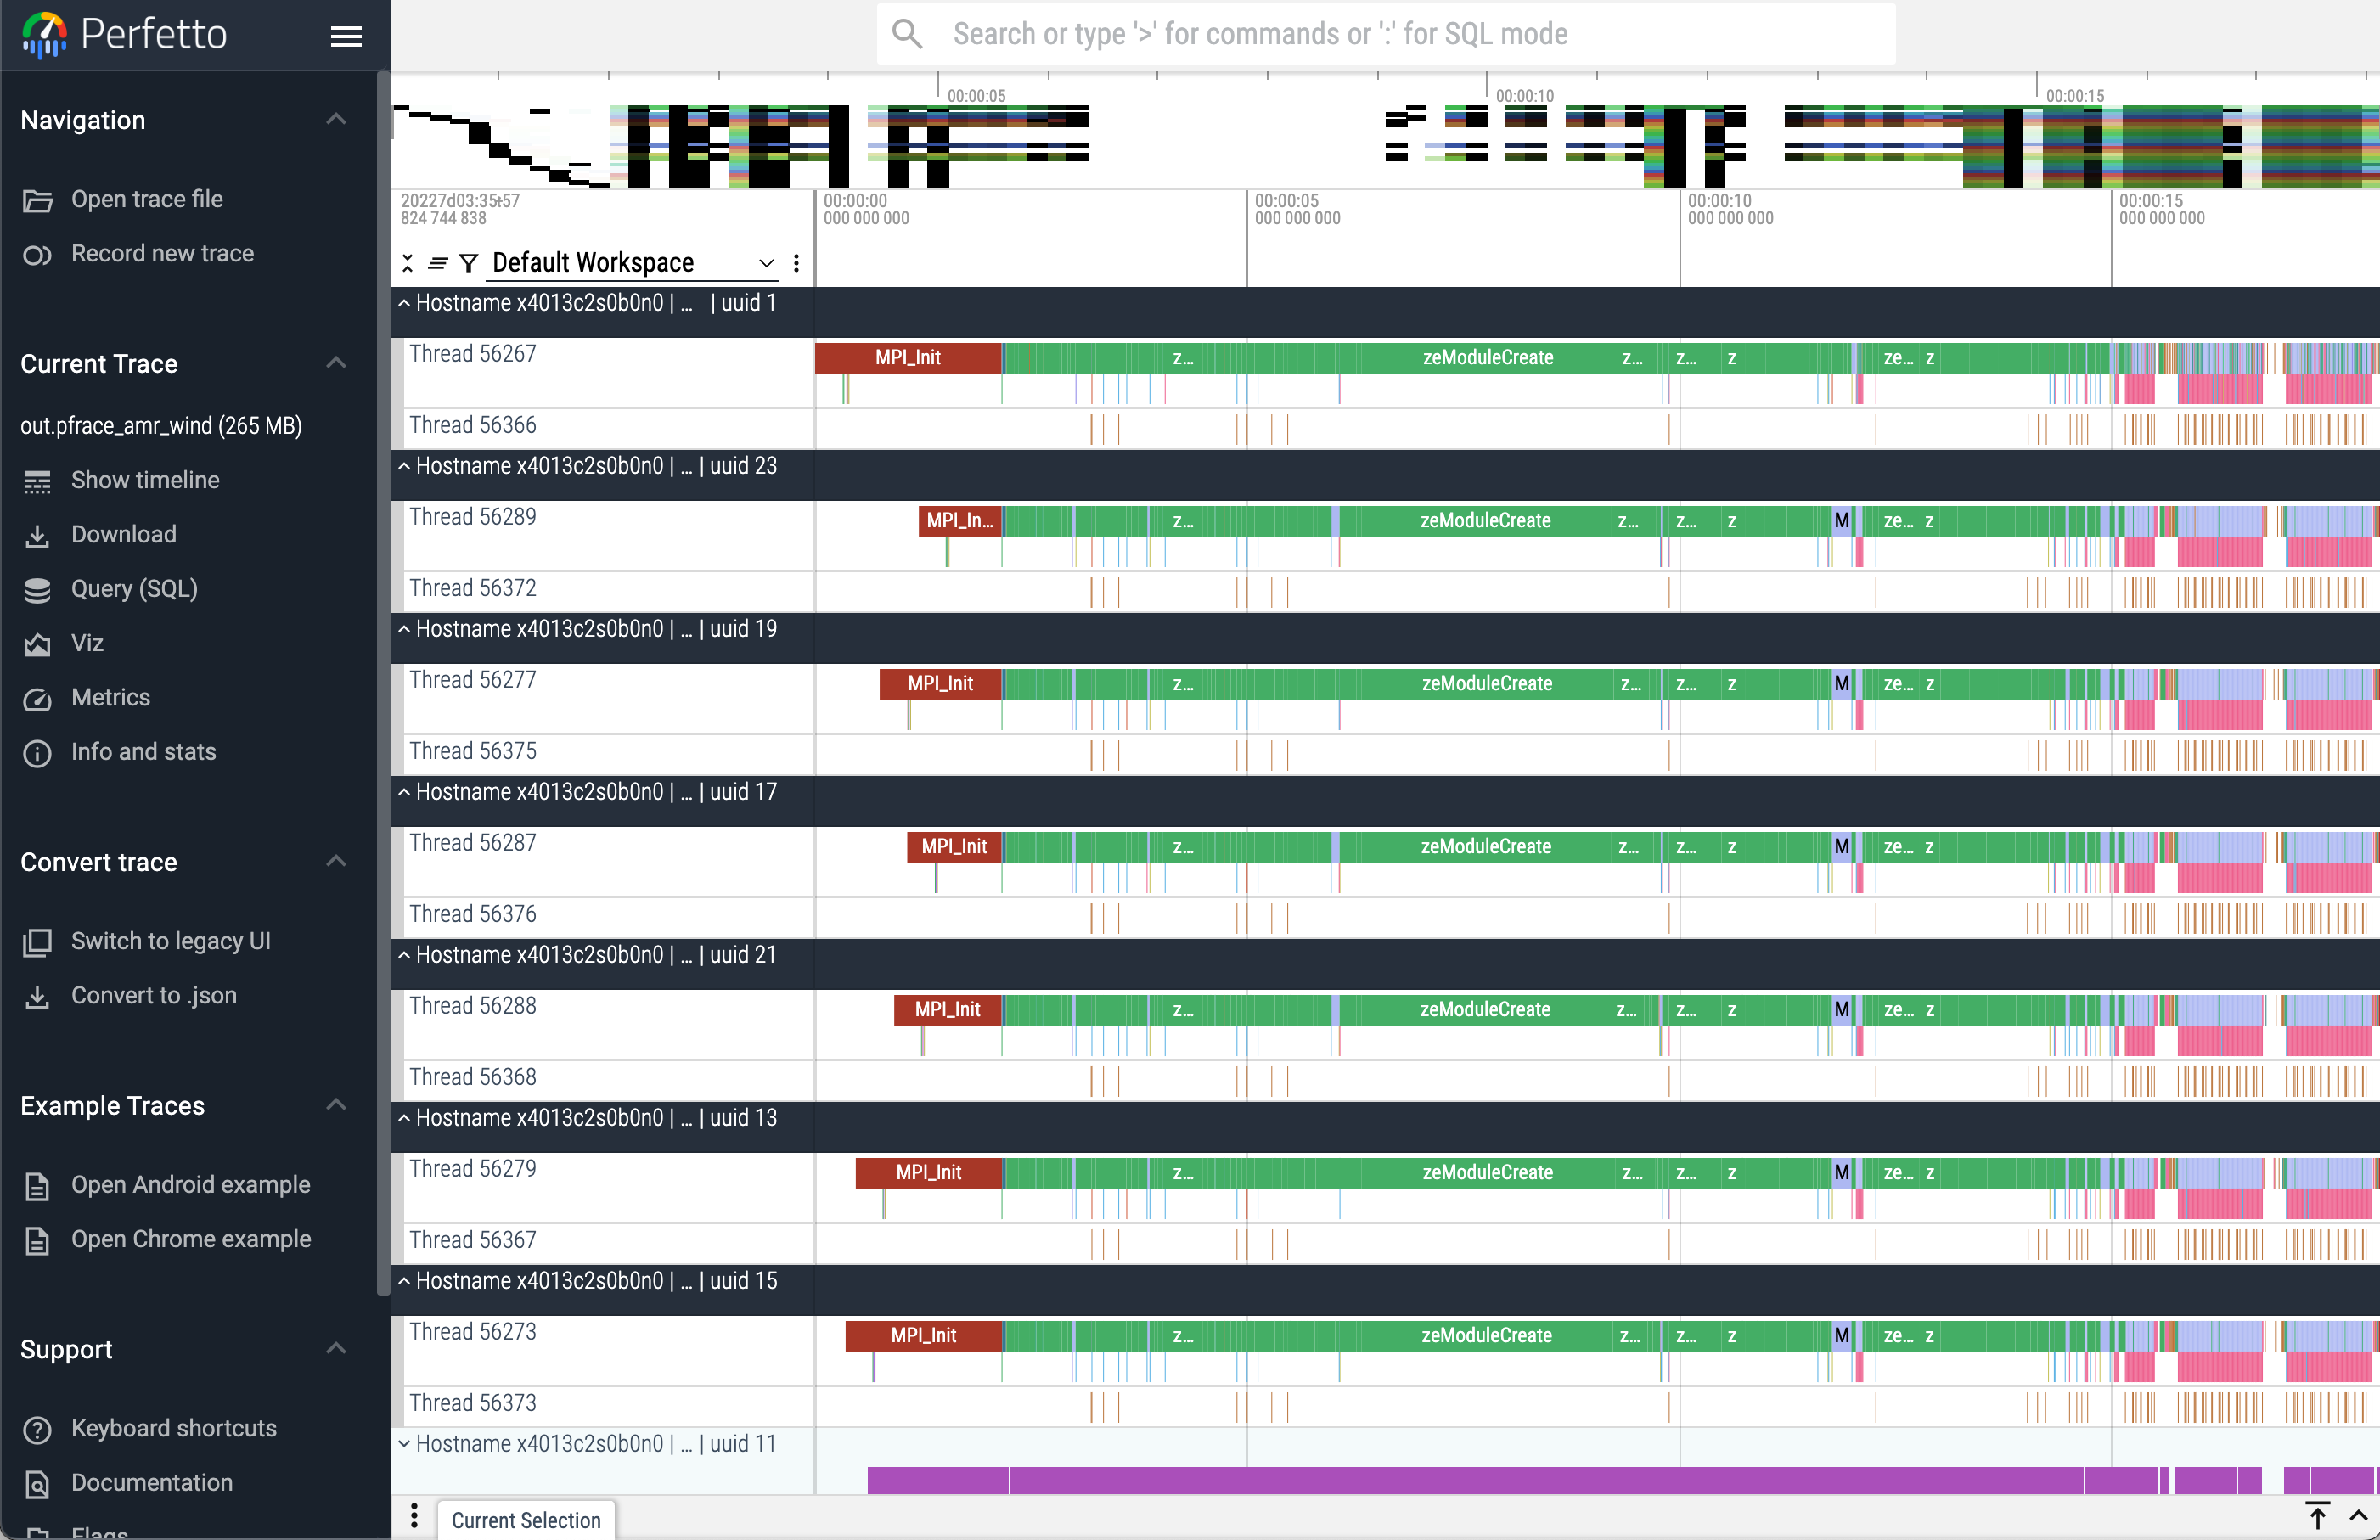 Perfetto
Search or type '>' for commands or ':' for SQL mode
Navigation
Open trace file
Record new trace
Current Trace
out.pfrace_amr_wind (265 MB)
Show timeline
Download
Query (SQL)
Viz
Metrics
Info and stats
Convert trace
Switch to legacy UI
Convert to .json
Example Traces
Open Android example
Open Chrome example
Support
Keyboard shortcuts
Documentation
Flags
00:00:05
00:00:10
00:00:15
824 744 838
00:00:00 00:00:05 00:00:10 00:00:15
000 000 000 000 000 000 000 000 000 000 000 000
Default Workspace
Hostname x4013c2s0b0n0 | ... | uuid 1
Thread 56267 MPI_Init z... zeModuleCreate z... z... z ze... z
Thread 56366
Hostname x4013c2s0b0n0 | ... | uuid 23
Thread 56289 MPI_In... z... zeModuleCreate z... z... z M ze... z
Thread 56372
Hostname x4013c2s0b0n0 | ... | uuid 19
Thread 56277 MPI_Init z... zeModuleCreate z... z... z M ze... z
Thread 56375
Hostname x4013c2s0b0n0 | ... | uuid 17
Thread 56287 MPI_Init z... zeModuleCreate z... z... z M ze... z
Thread 56376
Hostname x4013c2s0b0n0 | ... | uuid 21
Thread 56288 MPI_Init z... zeModuleCreate z... z... z M ze... z
Thread 56368
Hostname x4013c2s0b0n0 | ... | uuid 13
Thread 56279 MPI_Init z... zeModuleCreate z... z... z M ze... z
Thread 56367
Hostname x4013c2s0b0n0 | ... | uuid 15
Thread 56273 MPI_Init z... zeModuleCreate z... z... z M ze... z
Thread 56373
Hostname x4013c2s0b0n0 | ... | uuid 11
Current Selection